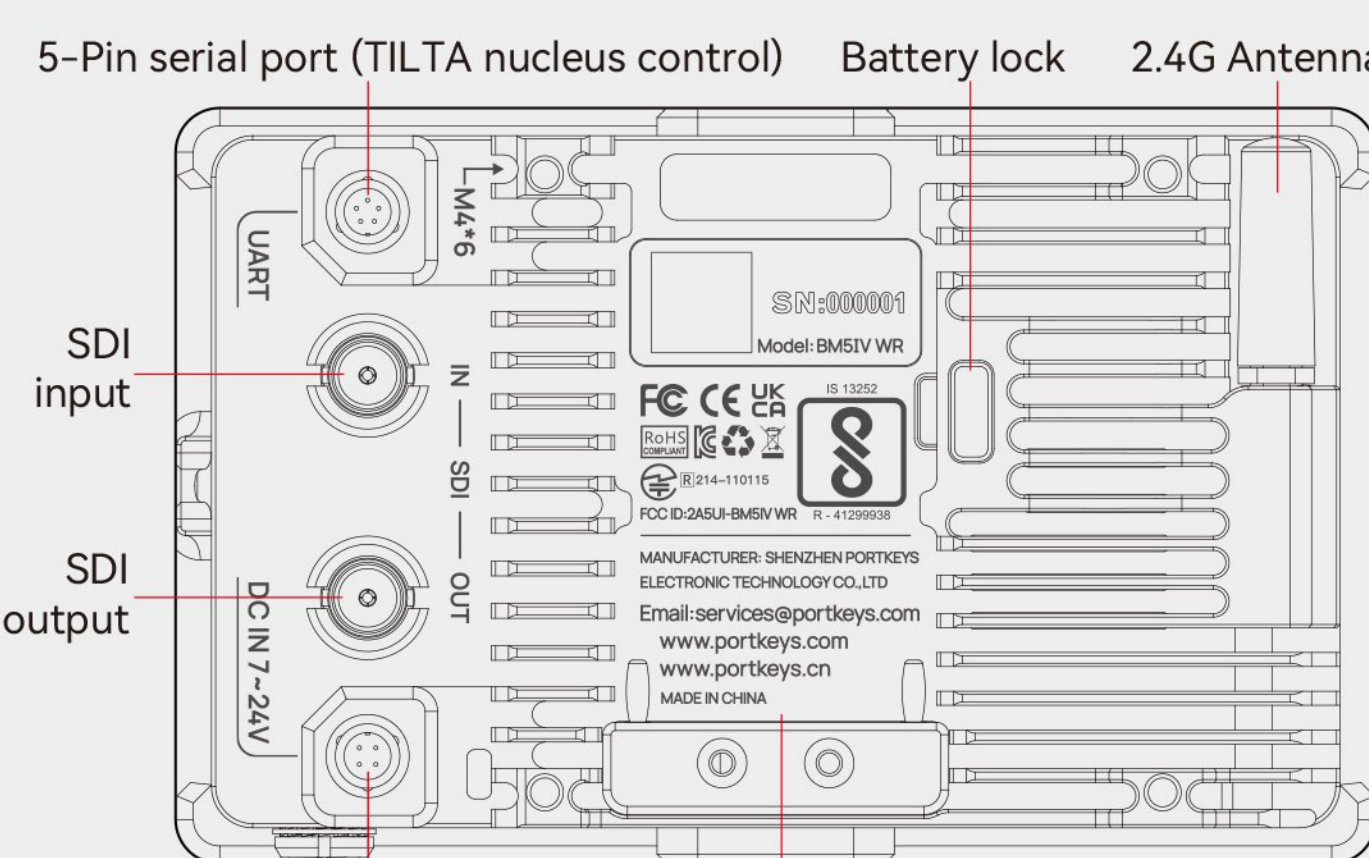 5-Pin serial port (TILTA nucleus control)
Battery lock
2.4G Antenna
M4*6
UART
SDI
input
IN — SDI — OUT
SDI
output
DC IN 7~24V
SN:000001
Model: BM5IV WR
FC CE UK
CA
IS 13252
RoHS
COMPLIANT
R 214-110115
FCC ID:2A5UI-BM5IV WR
R - 41299938
MANUFACTURER: SHENZHEN PORTKEYS
ELECTRONIC TECHNOLOGY CO.,LTD
Email:services@portkeys.com
www.portkeys.com
www.portkeys.cn
MADE IN CHINA